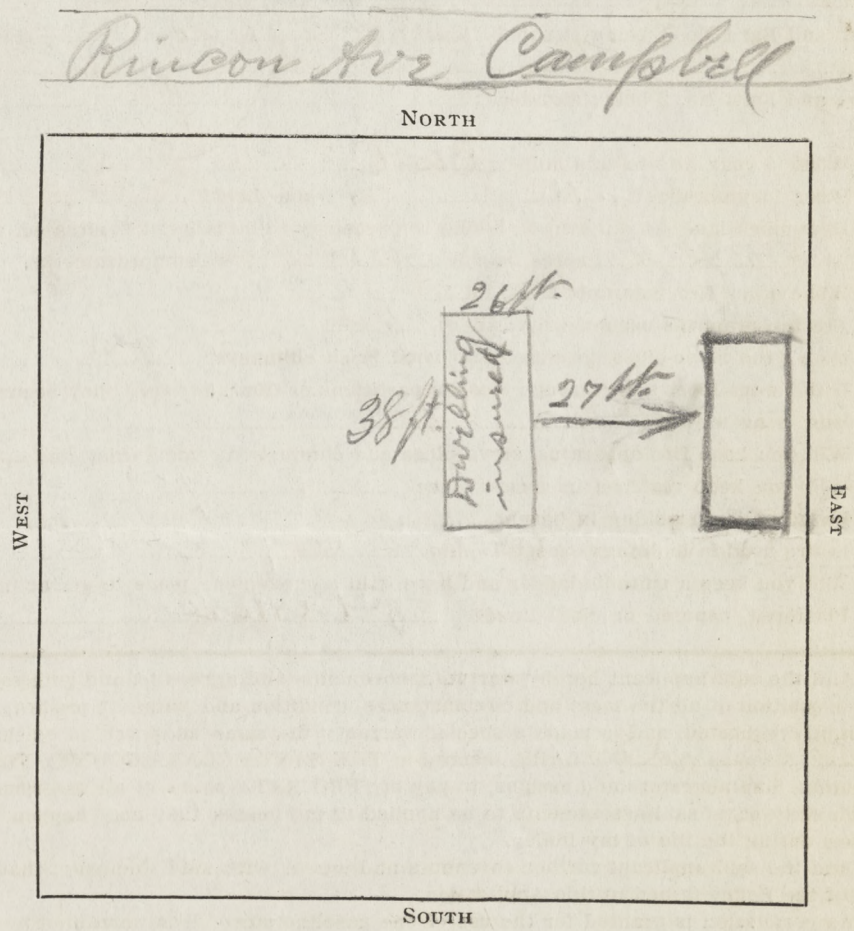 Rincon Ave Campbell
NORTH
26 ft.
Dwelling
insured
38 ft.
27 ft.
WEST
EAST
SOUTH